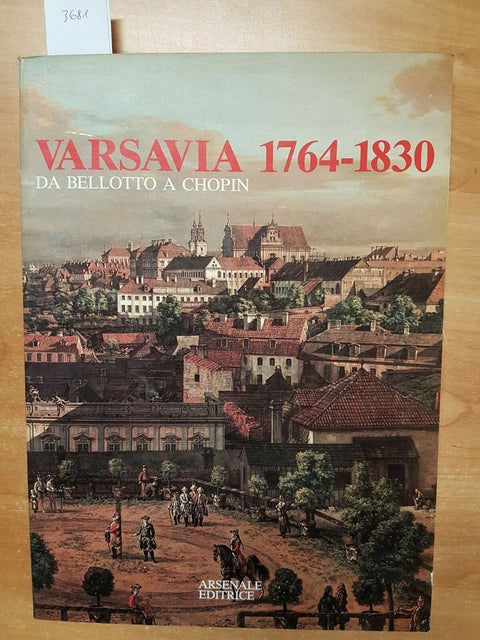 3681
VARSAVIA 1764-1830
DA BELLOTTO A CHOPIN
ARSENALE
EDITRICE